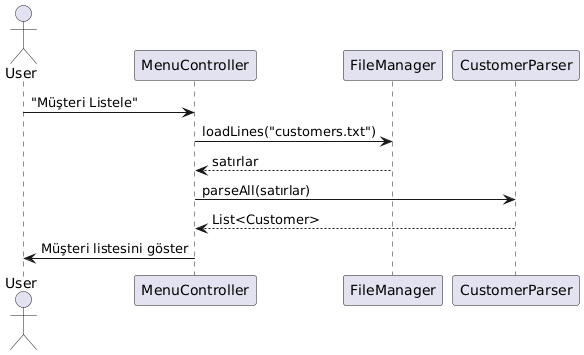 User
MenuController
FileManager
CustomerParser
"Müşteri Listele"
loadLines("customers.txt")
satırlar
parseAll(satırlar)
List<Customer>
Müşteri listesini göster
User
MenuController
FileManager
CustomerParser